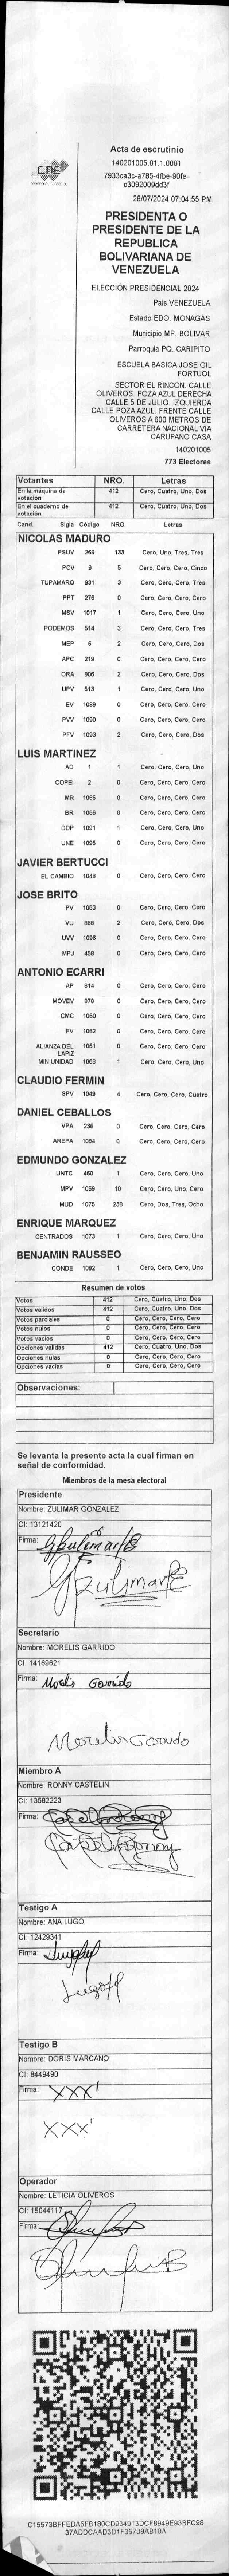 CNE
Acta de escrutinio
140201005.01.1.0001
7933ca3c-a785-4fbe-90fe-
c3092009dd3f
28/07/2024 07:04:55 PM
PRESIDENTA O
PRESIDENTE DE LA
REPUBLICA
BOLIVARIANA DE
VENEZUELA
ELECCIÓN PRESIDENCIAL 2024
País VENEZUELA
Estado EDO. MONAGAS
Municipio MP. BOLIVAR
Parroquia PQ. CARIPITO
ESCUELA BASICA JOSE GIL
FORTUOL
SECTOR EL RINCON. CALLE
OLIVEROS. POZA AZUL DERECHA
CALLE 5 DE JULIO. IZQUIERDA
CALLE POZA AZUL. FRENTE CALLE
OLIVEROS A 600 METROS DE
CARRETERA NACIONAL VIA
CARUPANO CASA
140201005
773 Electores
Votantes NRO. Letras
En la máquina de votación 412 Cero, Cuatro, Uno, Dos
En el cuaderno de votación 412 Cero, Cuatro, Uno, Dos
Cand. Sigla Código NRO. Letras
NICOLAS MADURO
PSUV 269 133 Cero, Uno, Tres, Tres
PCV 9 5 Cero, Cero, Cero, Cinco
TUPAMARO 931 3 Cero, Cero, Cero, Tres
PPT 276 0 Cero, Cero, Cero, Cero
MSV 1017 1 Cero, Cero, Cero, Uno
PODEMOS 514 3 Cero, Cero, Cero, Tres
MEP 6 2 Cero, Cero, Cero, Dos
APC 219 0 Cero, Cero, Cero, Cero
ORA 906 2 Cero, Cero, Cero, Dos
UPV 513 1 Cero, Cero, Cero, Uno
EV 1089 0 Cero, Cero, Cero, Cero
PVV 1090 0 Cero, Cero, Cero, Cero
PFV 1093 2 Cero, Cero, Cero, Dos
LUIS MARTINEZ
AD 1 1 Cero, Cero, Cero, Uno
COPEI 2 0 Cero, Cero, Cero, Cero
MR 1065 0 Cero, Cero, Cero, Cero
BR 1066 0 Cero, Cero, Cero, Cero
DDP 1091 1 Cero, Cero, Cero, Uno
UNE 1095 0 Cero, Cero, Cero, Cero
JAVIER BERTUCCI
EL CAMBIO 1048 0 Cero, Cero, Cero, Cero
JOSE BRITO
PV 1053 0 Cero, Cero, Cero, Cero
VU 868 2 Cero, Cero, Cero, Dos
UVV 1096 0 Cero, Cero, Cero, Cero
MPJ 458 0 Cero, Cero, Cero, Cero
ANTONIO ECARRI
AP 814 0 Cero, Cero, Cero, Cero
MOVEV 878 0 Cero, Cero, Cero, Cero
CMC 1050 0 Cero, Cero, Cero, Cero
FV 1062 0 Cero, Cero, Cero, Cero
ALIANZA DEL LAPIZ 1051 0 Cero, Cero, Cero, Cero
MIN UNIDAD 1068 1 Cero, Cero, Cero, Uno
CLAUDIO FERMIN
SPV 1049 4 Cero, Cero, Cero, Cuatro
DANIEL CEBALLOS
VPA 236 0 Cero, Cero, Cero, Cero
AREPA 1094 0 Cero, Cero, Cero, Cero
EDMUNDO GONZALEZ
UNTC 460 1 Cero, Cero, Cero, Uno
MPV 1069 10 Cero, Cero, Uno, Cero
MUD 1075 238 Cero, Dos, Tres, Ocho
ENRIQUE MARQUEZ
CENTRADOS 1073 1 Cero, Cero, Cero, Uno
BENJAMIN RAUSSEO
CONDE 1092 1 Cero, Cero, Cero, Uno
Resumen de votos
Votos 412 Cero, Cuatro, Uno, Dos
Votos validos 412 Cero, Cuatro, Uno, Dos
Votos parciales 0 Cero, Cero, Cero, Cero
Votos nulos 0 Cero, Cero, Cero, Cero
Votos vacios 0 Cero, Cero, Cero, Cero
Opciones validas 412 Cero, Cuatro, Uno, Dos
Opciones nulas 0 Cero, Cero, Cero, Cero
Opciones vacias 0 Cero, Cero, Cero, Cero
Observaciones:
Se levanta la presente acta la cual firman en
señal de conformidad.
Miembros de la mesa electoral
Presidente
Nombre: ZULIMAR GONZALEZ
CI: 13121420
Firma:
Secretario
Nombre: MORELIS GARRIDO
CI: 14169621
Firma: Morelis Garrido
Morelis Garrido
Miembro A
Nombre: RONNY CASTELIN
CI: 13582223
Firma:
Testigo A
Nombre: ANA LUGO
CI: 12429341
Firma:
Testigo B
Nombre: DORIS MARCANO
CI: 8449490
Firma: XXX
XXX
Operador
Nombre: LETICIA OLIVEROS
CI: 15044117
Firma:
C15573BFFEDA5FB180CD934913DCF8949E93BFC98
37ADDCAAD3D1F35709AB10A